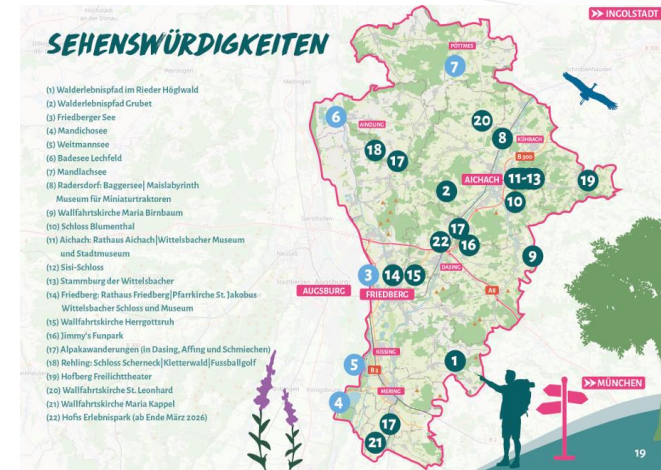 SEHENSWÜRDIGKEITEN
(1) Walderlebnispfad im Rieder Höglwald
(2) Walderlebnispfad Grubet
(3) Friedberger See
(4) Mandichosee
(5) Weitmannsee
(6) Badesee Lechfeld
(7) Mandlachsee
(8) Radersdorf: Baggersee| Maislabyrinth
Museum für Miniaturtraktoren
(9) Wallfahrtskirche Maria Birnbaum
(10) Schloss Blumenthal
(11) Aichach: Rathaus Aichach|Wittelsbacher Museum
und Stadtmuseum
(12) Sisi-Schloss
(13) Stammburg der Wittelsbacher
(14) Friedberg: Rathaus Friedberg|Pfarrkirche St. Jakobus
Wittelsbacher Schloss und Museum
(15) Wallfahrtskirche Herrgottsruh
(16) Jimmy's Funpark
(17) Alpakawanderungen (in Dasing, Affing und Schmiechen)
(18) Rehling: Schloss Scherneck|Kletterwald|Fussballgolf
(19) Hofberg Freilichttheater
(20) Wallfahrtskirche St. Leonhard
(21) Wallfahrtskirche Maria Kappel
(22) Hofis Erlebnispark (ab Ende März 2026)
INGOLSTADT
PÖTTMES
7
6
AINDLING
20
8
KÜHBACH
B 300
18
17
AICHACH
11-13
2
10
19
17
22
16
9
DASING
3
14
15
AUGSBURG
FRIEDBERG
A8
KISSING
5
B 2
1
MERING
4
17
21
MÜNCHEN
19